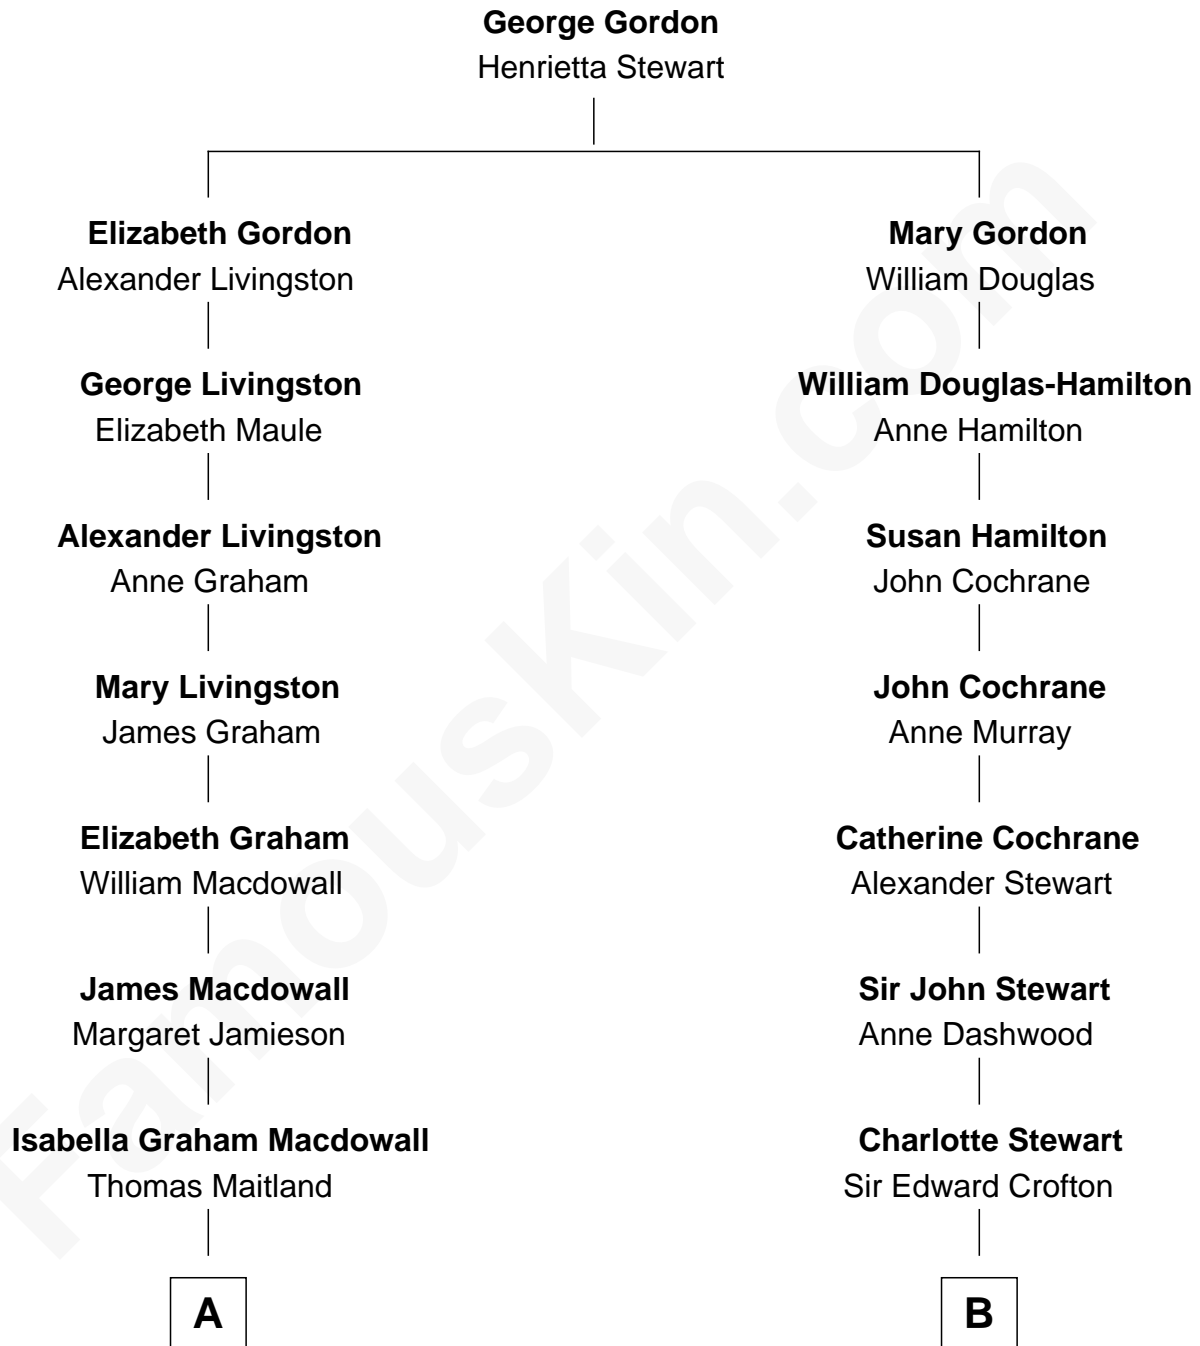 George Gordon
Henrietta Stewart
Elizabeth Gordon
Alexander Livingston
Mary Gordon
William Douglas
George Livingston
Elizabeth Maule
William Douglas-Hamilton
Anne Hamilton
Alexander Livingston
Anne Graham
Susan Hamilton
John Cochrane
Mary Livingston
James Graham
John Cochrane
Anne Murray
Elizabeth Graham
William Macdowall
Catherine Cochrane
Alexander Stewart
James Macdowall
Margaret Jamieson
Sir John Stewart
Anne Dashwood
Isabella Graham Macdowall
Thomas Maitland
Charlotte Stewart
Sir Edward Crofton
A
B
FamousKin.com